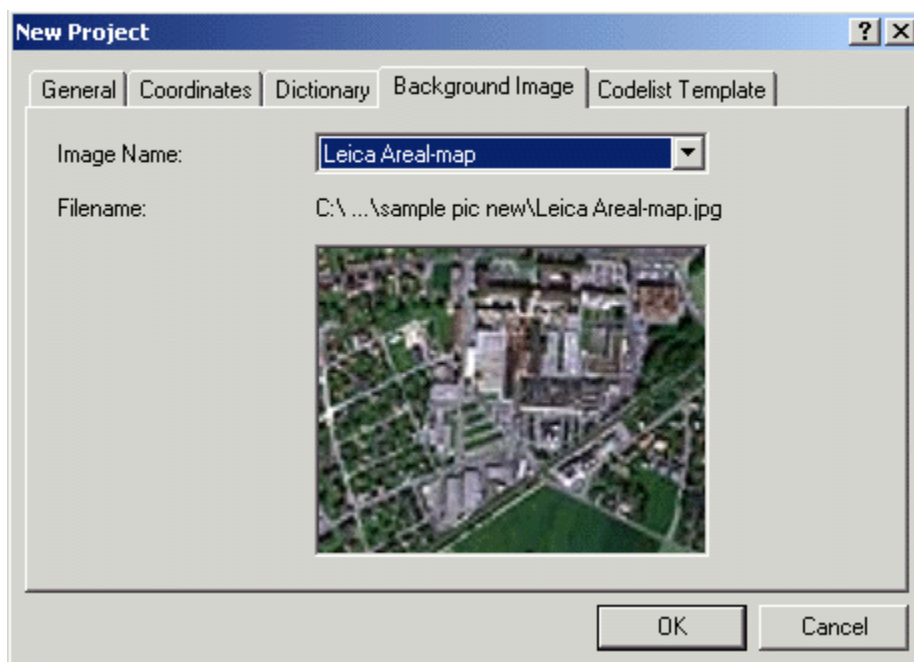 New Project
General Coordinates Dictionary Background Image Codelist Template
Image Name: Leica Areal-map
Filename: C:\ ...\sample pic new\Leica Areal-map.jpg
OK Cancel